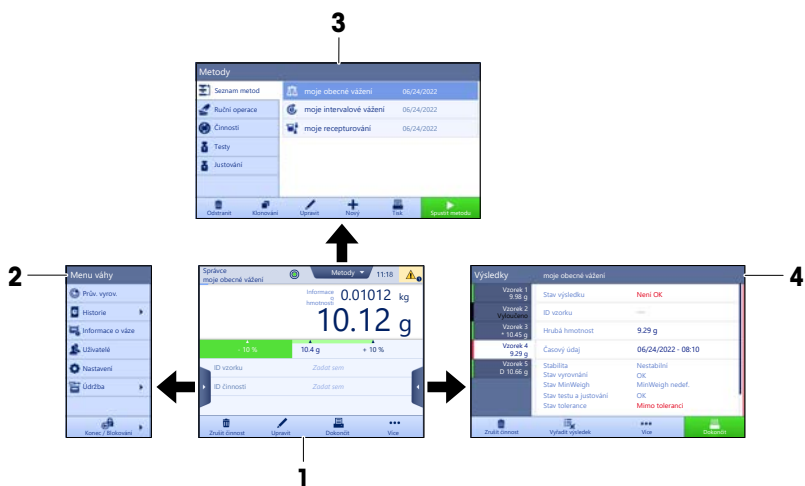 3
Metody
Seznam metod
moje obecné vážení 06/24/2022
Ruční operace
moje intervalové vážení 06/24/2022
Činnosti
moje recepturování 06/24/2022
Testy
Justování
Odstranit Klonování Upravit Nový Tisk Spustit metodu
2
Menu váhy
Prův. vyrov.
Historie
Informace o váze
Uživatelé
Nastavení
Údržba
Konec / Blokování
Správce
moje obecné vážení
Metody 11:18
Informace
o
hmotnosti
0.01012 kg
10.12 g
- 10 % 10.4 g + 10 %
ID vzorku Zadat sem
ID činnosti Zadat sem
Zrušit činnost Upravit Dokončit Více
1
4
Výsledky moje obecné vážení
Vzorek 1
9.98 g
Vzorek 2
Vyloučeno
Vzorek 3
* 10.45 g
Vzorek 4
9.29 g
Vzorek 5
D 10.66 g
Stav výsledku Není OK
ID vzorku ---
Hrubá hmotnost 9.29 g
Časový údaj 06/24/2022 - 08:10
Stabilita Nestabilní
Stav vyrovnání OK
Stav MinWeigh MinWeigh nedef.
Stav testu a justování OK
Stav tolerance Mimo toleranci
Zrušit činnost Vyřadit výsledek Více Dokončit